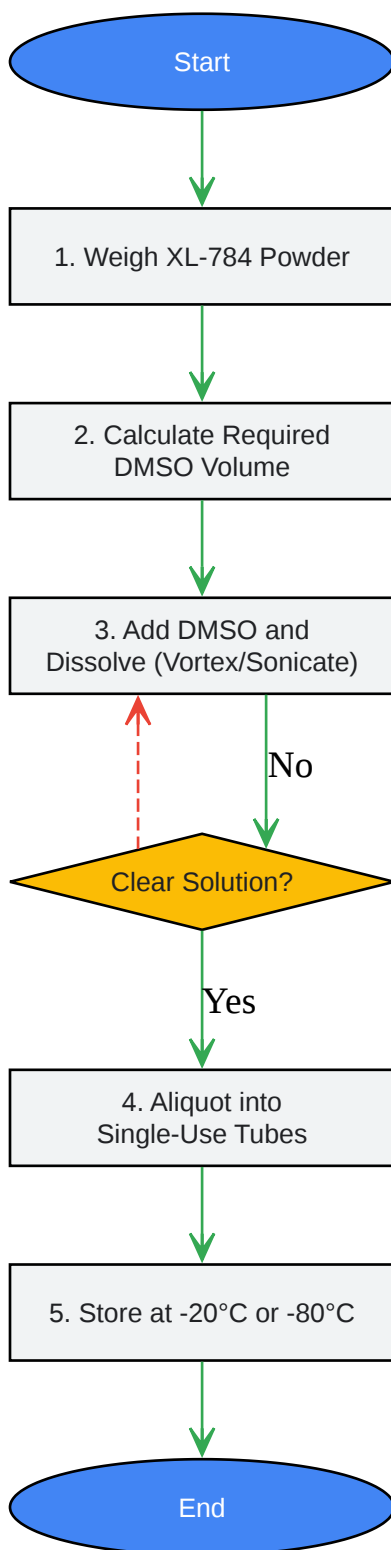 Start
1. Weigh XL-784 Powder
2. Calculate Required
DMSO Volume
3. Add DMSO and
Dissolve (Vortex/Sonicate)
No
Clear Solution?
Yes
4. Aliquot into
Single-Use Tubes
5. Store at -20°C or -80°C
End